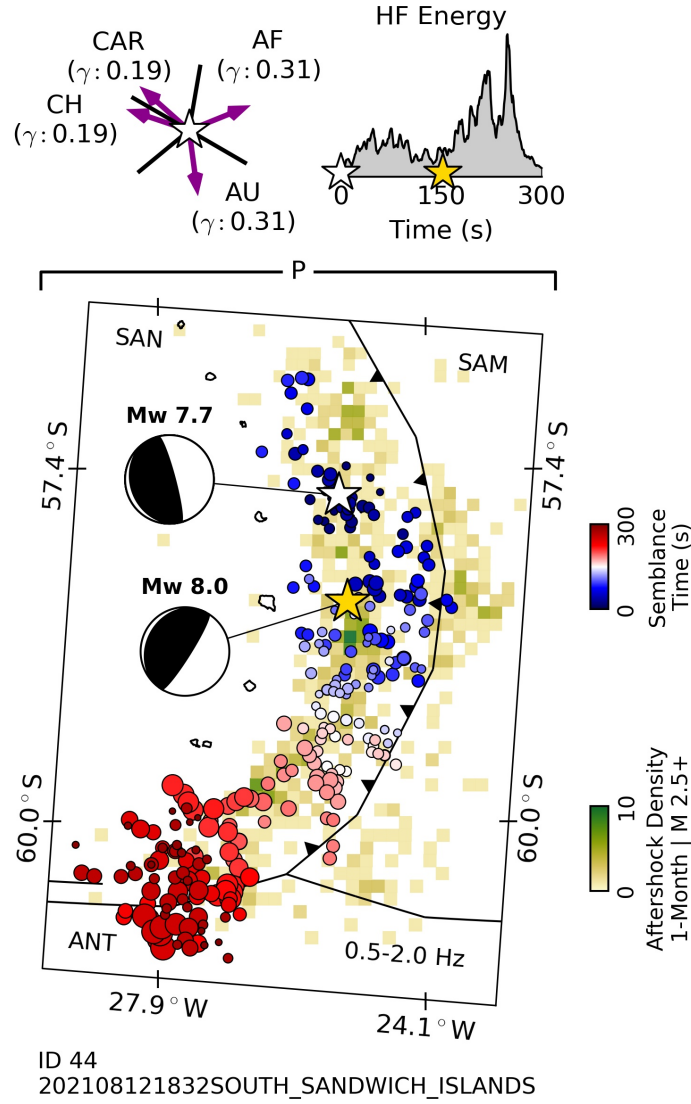 HF Energy
CAR
(γ:0.19)
AF
(γ:0.31)
CH
(γ:0.19)
AU
(γ:0.31)
0 150 300
Time (s)
P
SAN
SAM
Mw 7.7
57.4°S
57.4°S
Mw 8.0
300
0
Semblance
Time (s)
60.0°S
60.0°S
10
0
Aftershock Density
1-Month | M 2.5+
ANT
0.5-2.0 Hz
27.9°W
24.1°W
ID 44
202108121832SOUTH_SANDWICH_ISLANDS